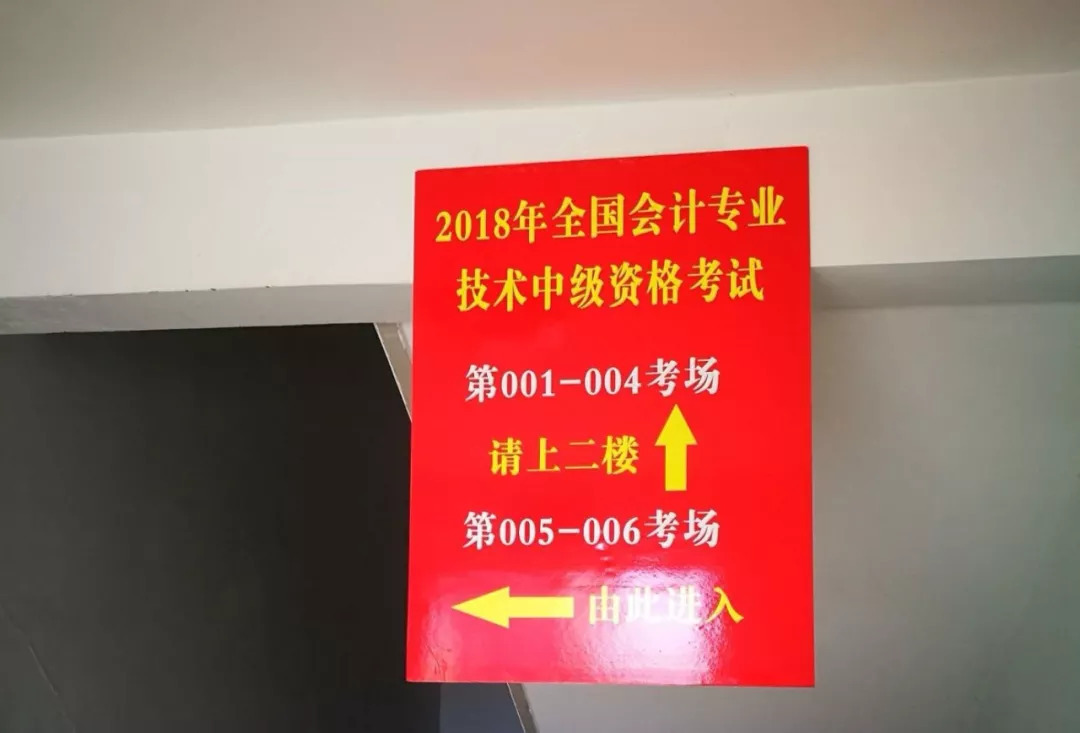 2018年全国会计专业
技术中级资格考试
第001-004考场
请上二楼
第005-006考场
由此进入